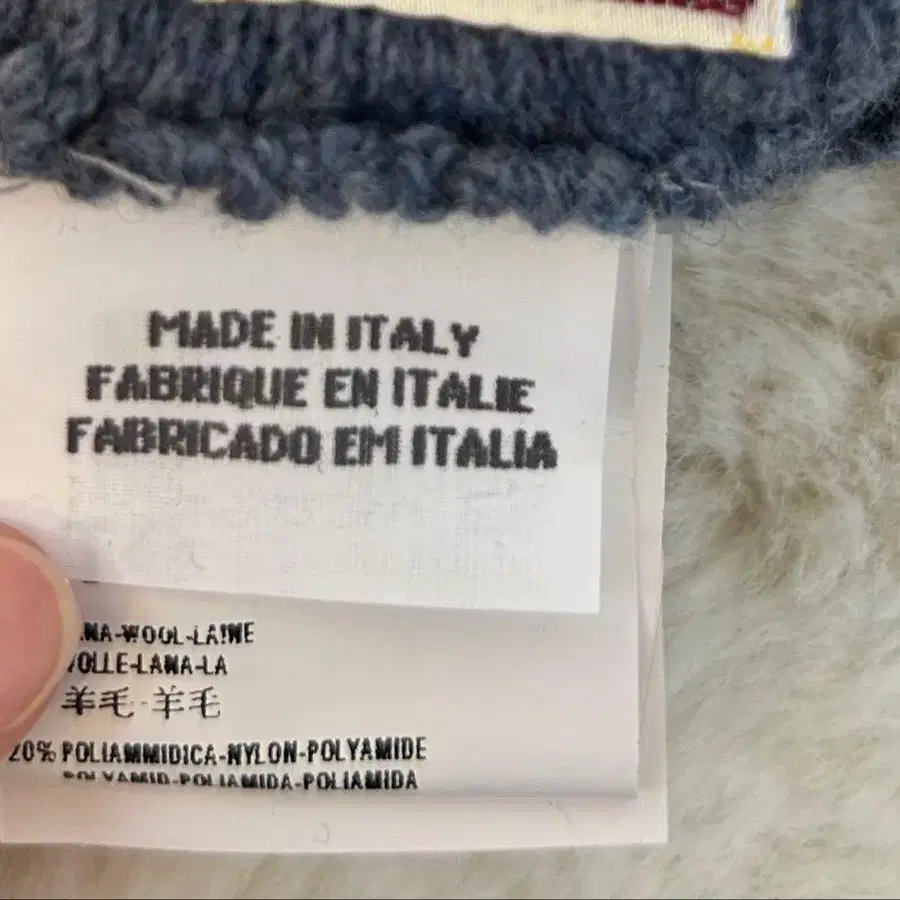 MADE IN ITALY
FABRIQUE EN ITALIE
FABRICADO EM ITALIA
NA-WOOL-LAINE
OLLE-LANA-LA
羊毛-羊毛
20% POLIAMMIDICA-NYLON-POLYAMIDE
POLYAMID-POLIAMIDA-POLIAMIDA